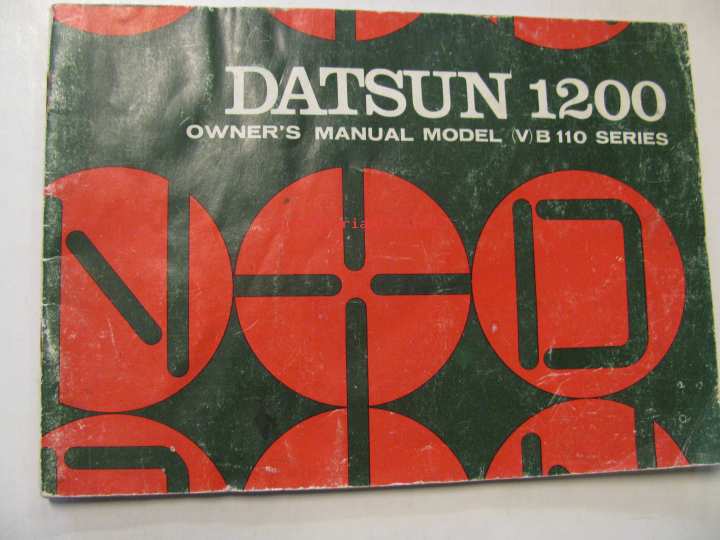 DATSUN 1200
OWNER'S MANUAL MODEL (V)B 110 SERIES